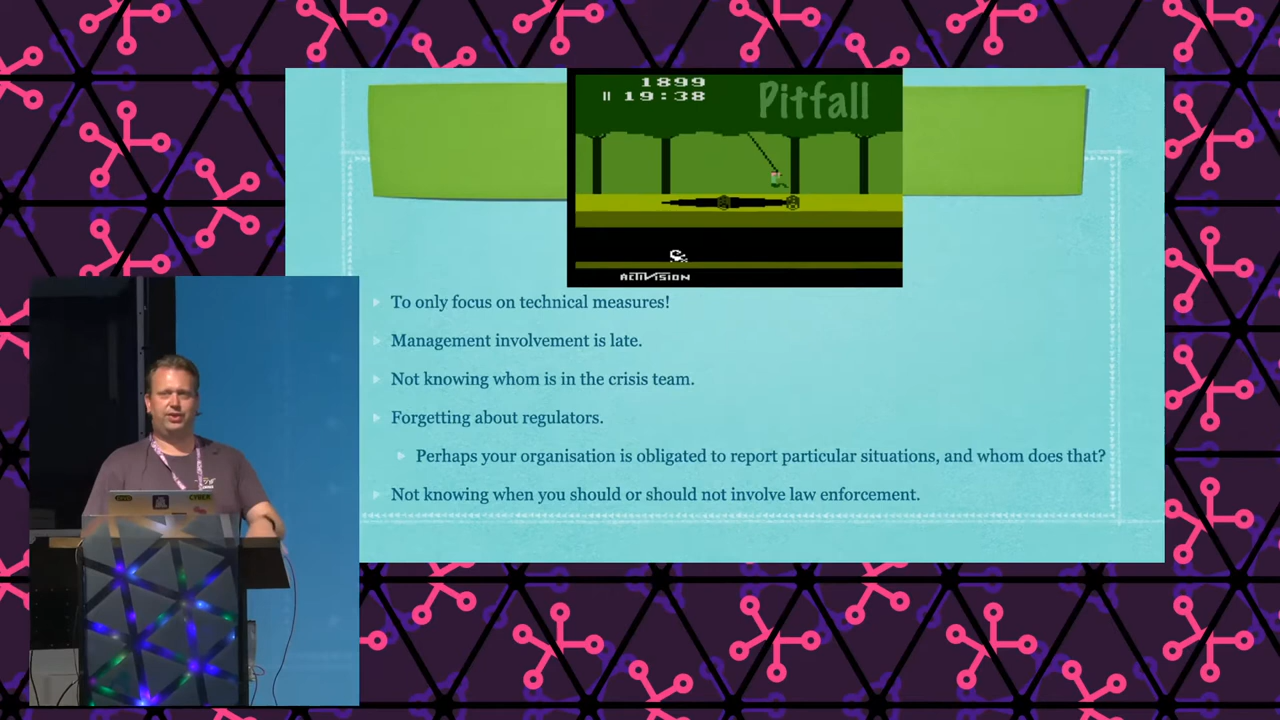 1899
19:38
Pitfall
ACTIVISION
To only focus on technical measures!
Management involvement is late.
Not knowing whom is in the crisis team.
Forgetting about regulators.
Perhaps your organisation is obligated to report particular situations, and whom does that?
Not knowing when you should or should not involve law enforcement.
CYBER